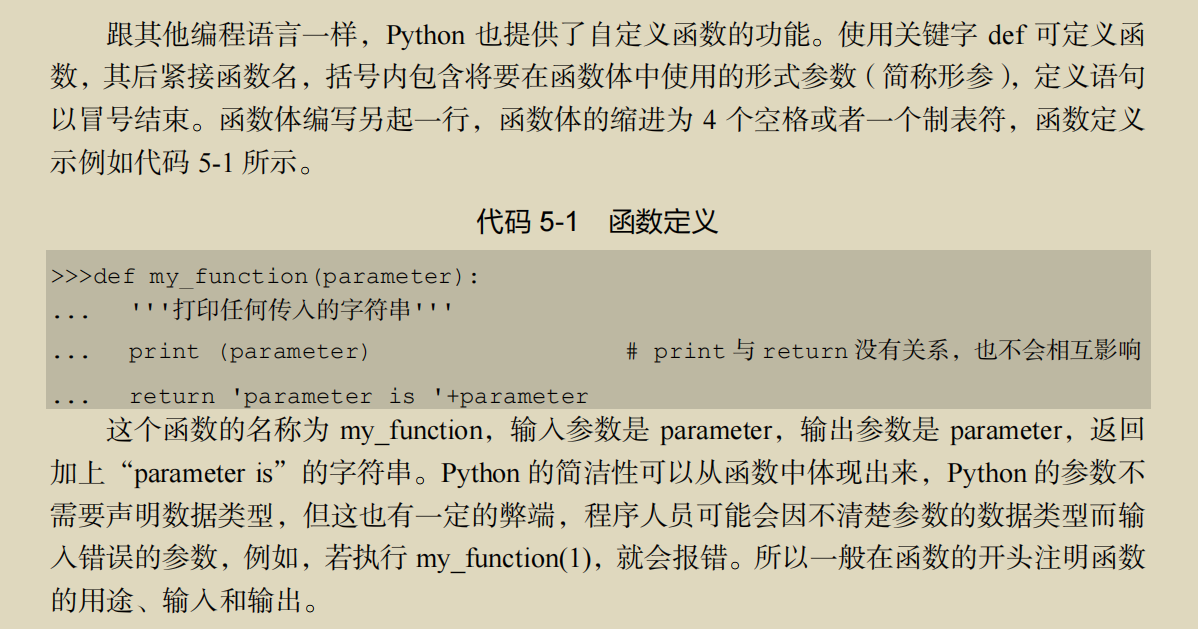 跟其他编程语言一样，Python 也提供了自定义函数的功能。使用关键字 def 可定义函
数，其后紧接函数名，括号内包含将要在函数体中使用的形式参数（简称形参），定义语句
以冒号结束。函数体编写另起一行，函数体的缩进为 4 个空格或者一个制表符，函数定义
示例如代码 5-1 所示。
代码 5-1 函数定义
>>>def my_function(parameter):
... '''打印任何传入的字符串'''
... print (parameter) # print 与 return 没有关系，也不会相互影响
... return 'parameter is '+parameter
这个函数的名称为 my_function，输入参数是 parameter，输出参数是 parameter，返回
加上“parameter is”的字符串。Python 的简洁性可以从函数中体现出来，Python 的参数不
需要声明数据类型，但这也有一定的弊端，程序人员可能会因不清楚参数的数据类型而输
入错误的参数，例如，若执行 my_function(1)，就会报错。所以一般在函数的开头注明函数
的用途、输入和输出。